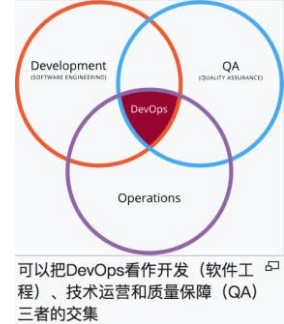 Development
(SOFTWARE ENGINEERING)
QA
(QUALITY ASSURANCE)
DevOps
Operations
可以把DevOps看作开发（软件工
程）、技术运营和质量保障（QA）
三者的交集